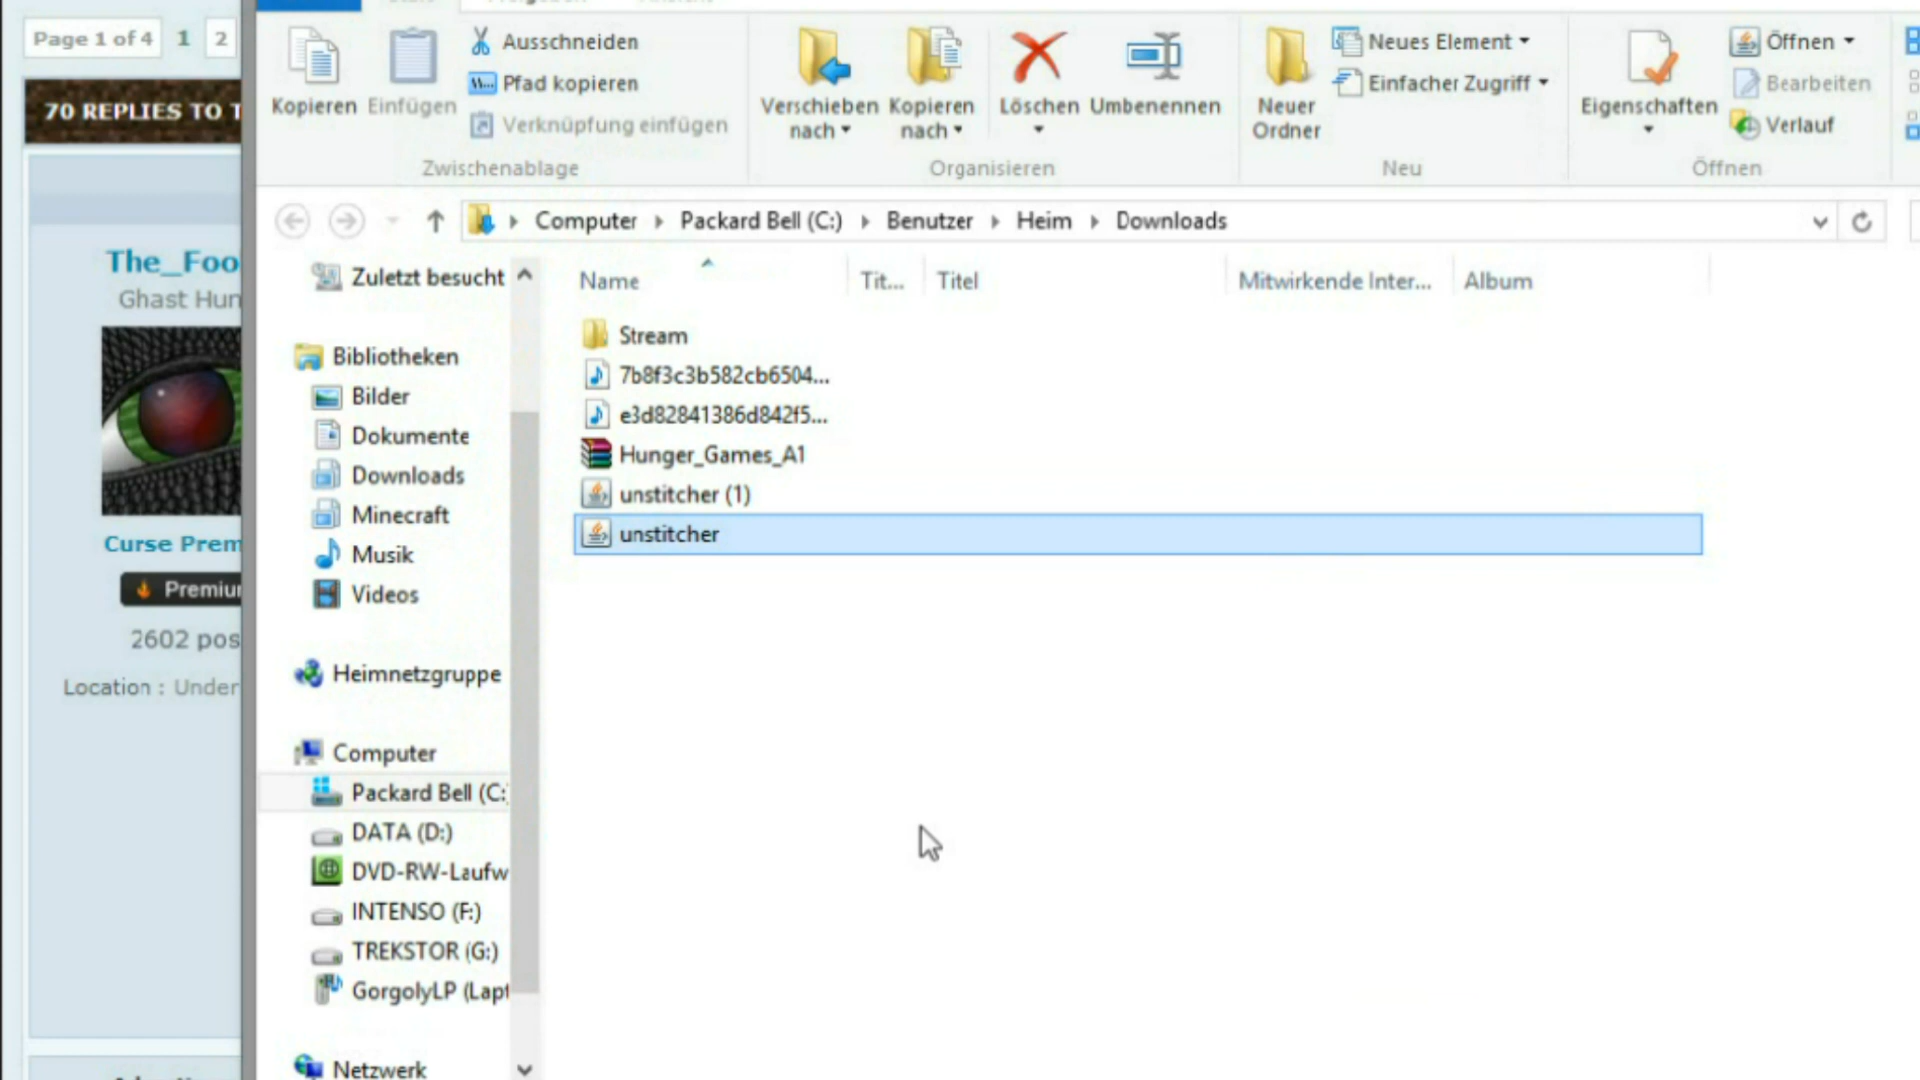 Page 1 of 4 1 2
70 REPLIES TO T
The_Foo
Ghast Hun
Curse Prem
Premiu
2602 pos
Location : Under
Kopieren
Einfügen
Ausschneiden
Pfad kopieren
Verknüpfung einfügen
Zwischenablage
Verschieben nach
Kopieren nach
Löschen
Umbenennen
Organisieren
Neuer Ordner
Neues Element
Einfacher Zugriff
Neu
Eigenschaften
Öffnen
Bearbeiten
Verlauf
Öffnen
Computer Packard Bell (C:) Benutzer Heim Downloads
Zuletzt besucht
Bibliotheken
Bilder
Dokumente
Downloads
Minecraft
Musik
Videos
Heimnetzgruppe
Computer
Packard Bell (C:
DATA (D:)
DVD-RW-Laufw
INTENSO (F:)
TREKSTOR (G:)
GorgolyLP (Lapt
Netzwerk
Name Tit... Titel Mitwirkende Inter... Album
Stream
7b8f3c3b582cb6504...
e3d82841386d842f5...
Hunger_Games_A1
unstitcher (1)
unstitcher